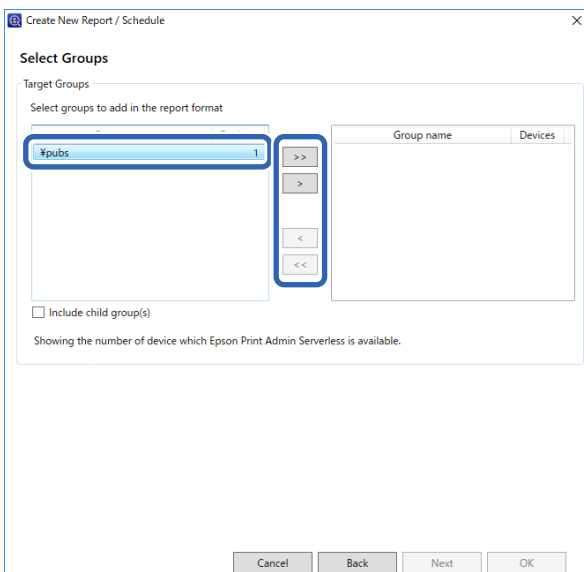 Create New Report / Schedule
Select Groups
Target Groups
Select groups to add in the report format
Group name Devices
¥pubs 1
>>
>
<
<<
Include child group(s)
Showing the number of device which Epson Print Admin Serverless is available.
Cancel Back Next OK